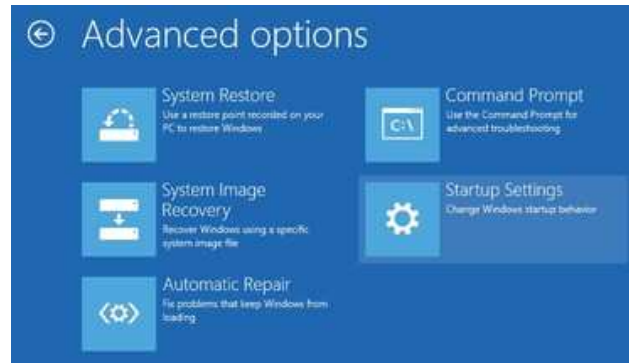 Advanced options
System Restore
Use a restore point recorded on your
PC to restore Windows
Command Prompt
Use the Command Prompt for
advanced troubleshooting
C:\
System Image
Recovery
Recover Windows using a specific
system image file
Startup Settings
Change Windows startup behavior
Automatic Repair
Fix problems that keep Windows from
loading